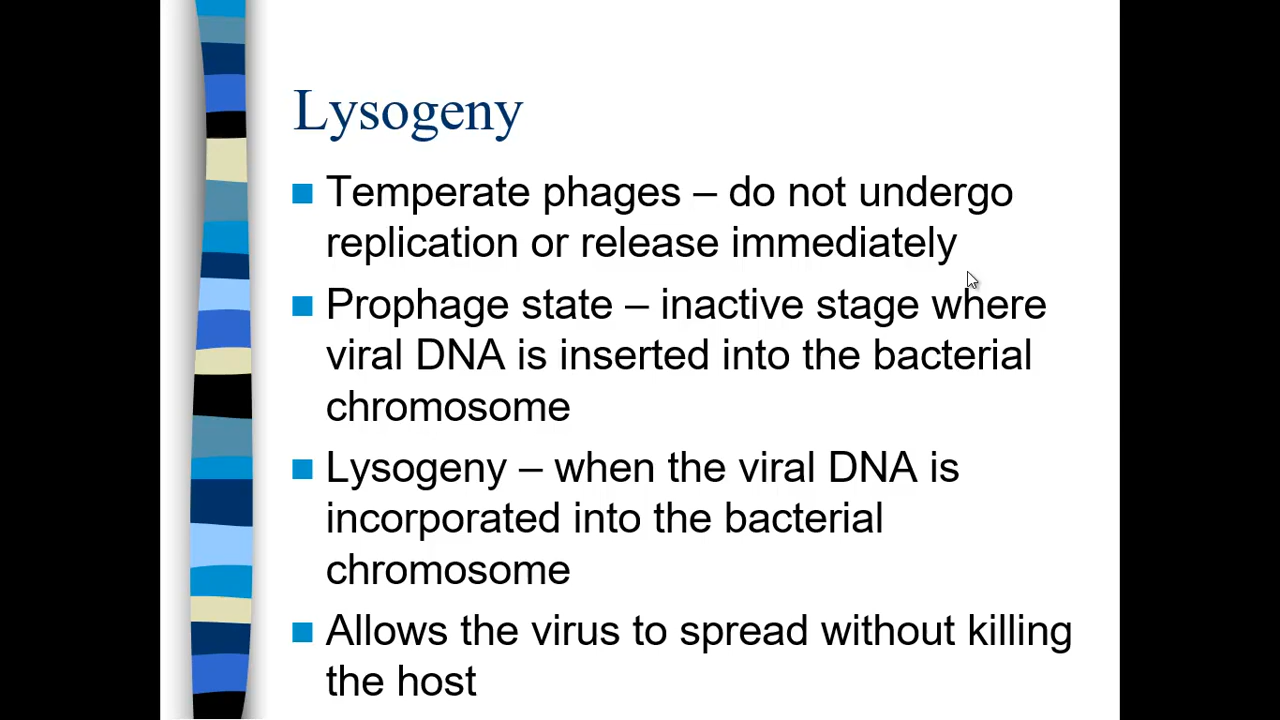 Lysogeny
Temperate phages – do not undergo
replication or release immediately
Prophage state – inactive stage where
viral DNA is inserted into the bacterial
chromosome
Lysogeny – when the viral DNA is
incorporated into the bacterial
chromosome
Allows the virus to spread without killing
the host